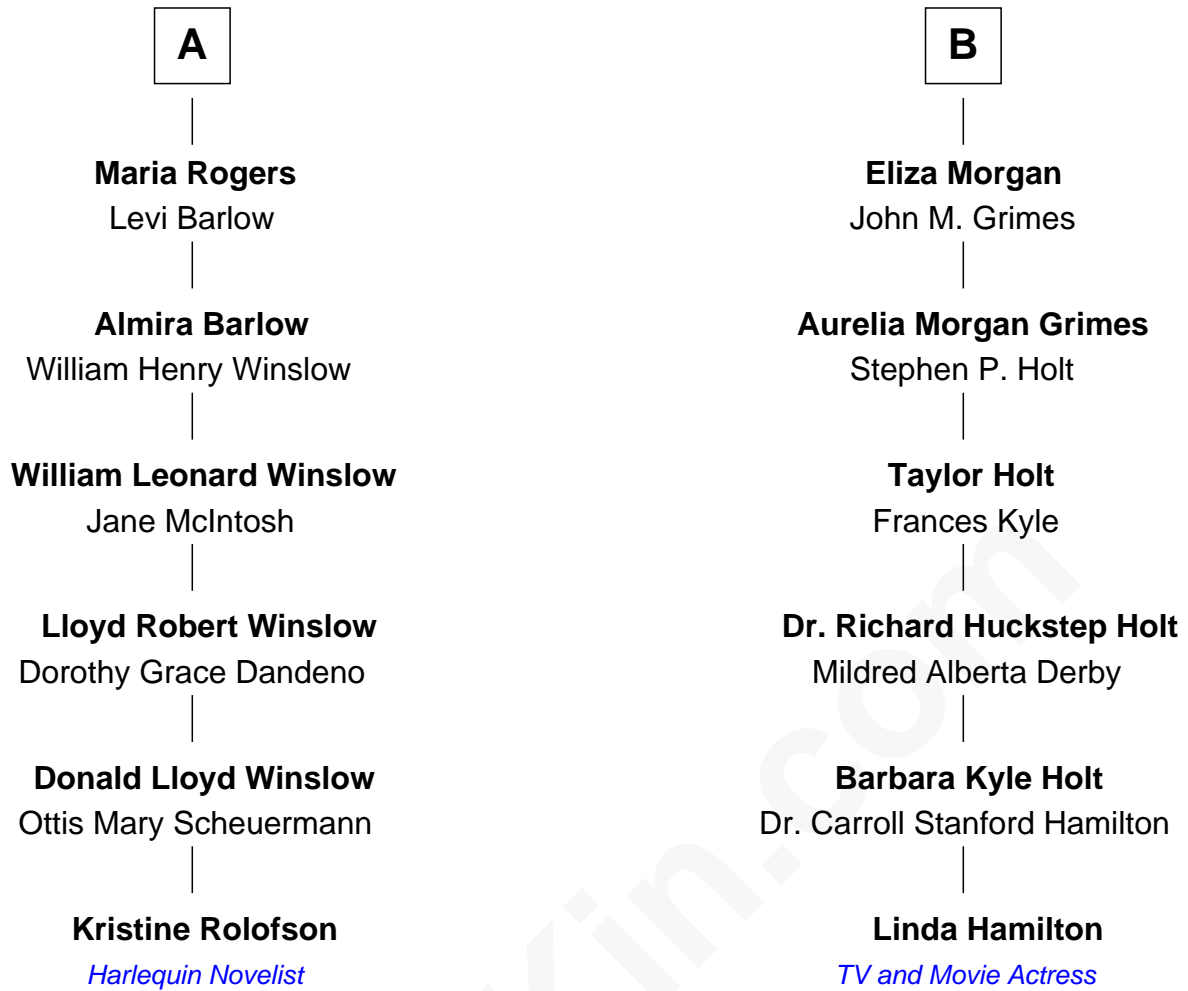 A
Maria Rogers
Levi Barlow
Almira Barlow
William Henry Winslow
William Leonard Winslow
Jane McIntosh
Lloyd Robert Winslow
Dorothy Grace Dandeno
Donald Lloyd Winslow
Ottis Mary Scheuermann
Kristine Rolofson
Harlequin Novelist
B
Eliza Morgan
John M. Grimes
Aurelia Morgan Grimes
Stephen P. Holt
Taylor Holt
Frances Kyle
Dr. Richard Huckstep Holt
Mildred Alberta Derby
Barbara Kyle Holt
Dr. Carroll Stanford Hamilton
Linda Hamilton
TV and Movie Actress
Kin.com